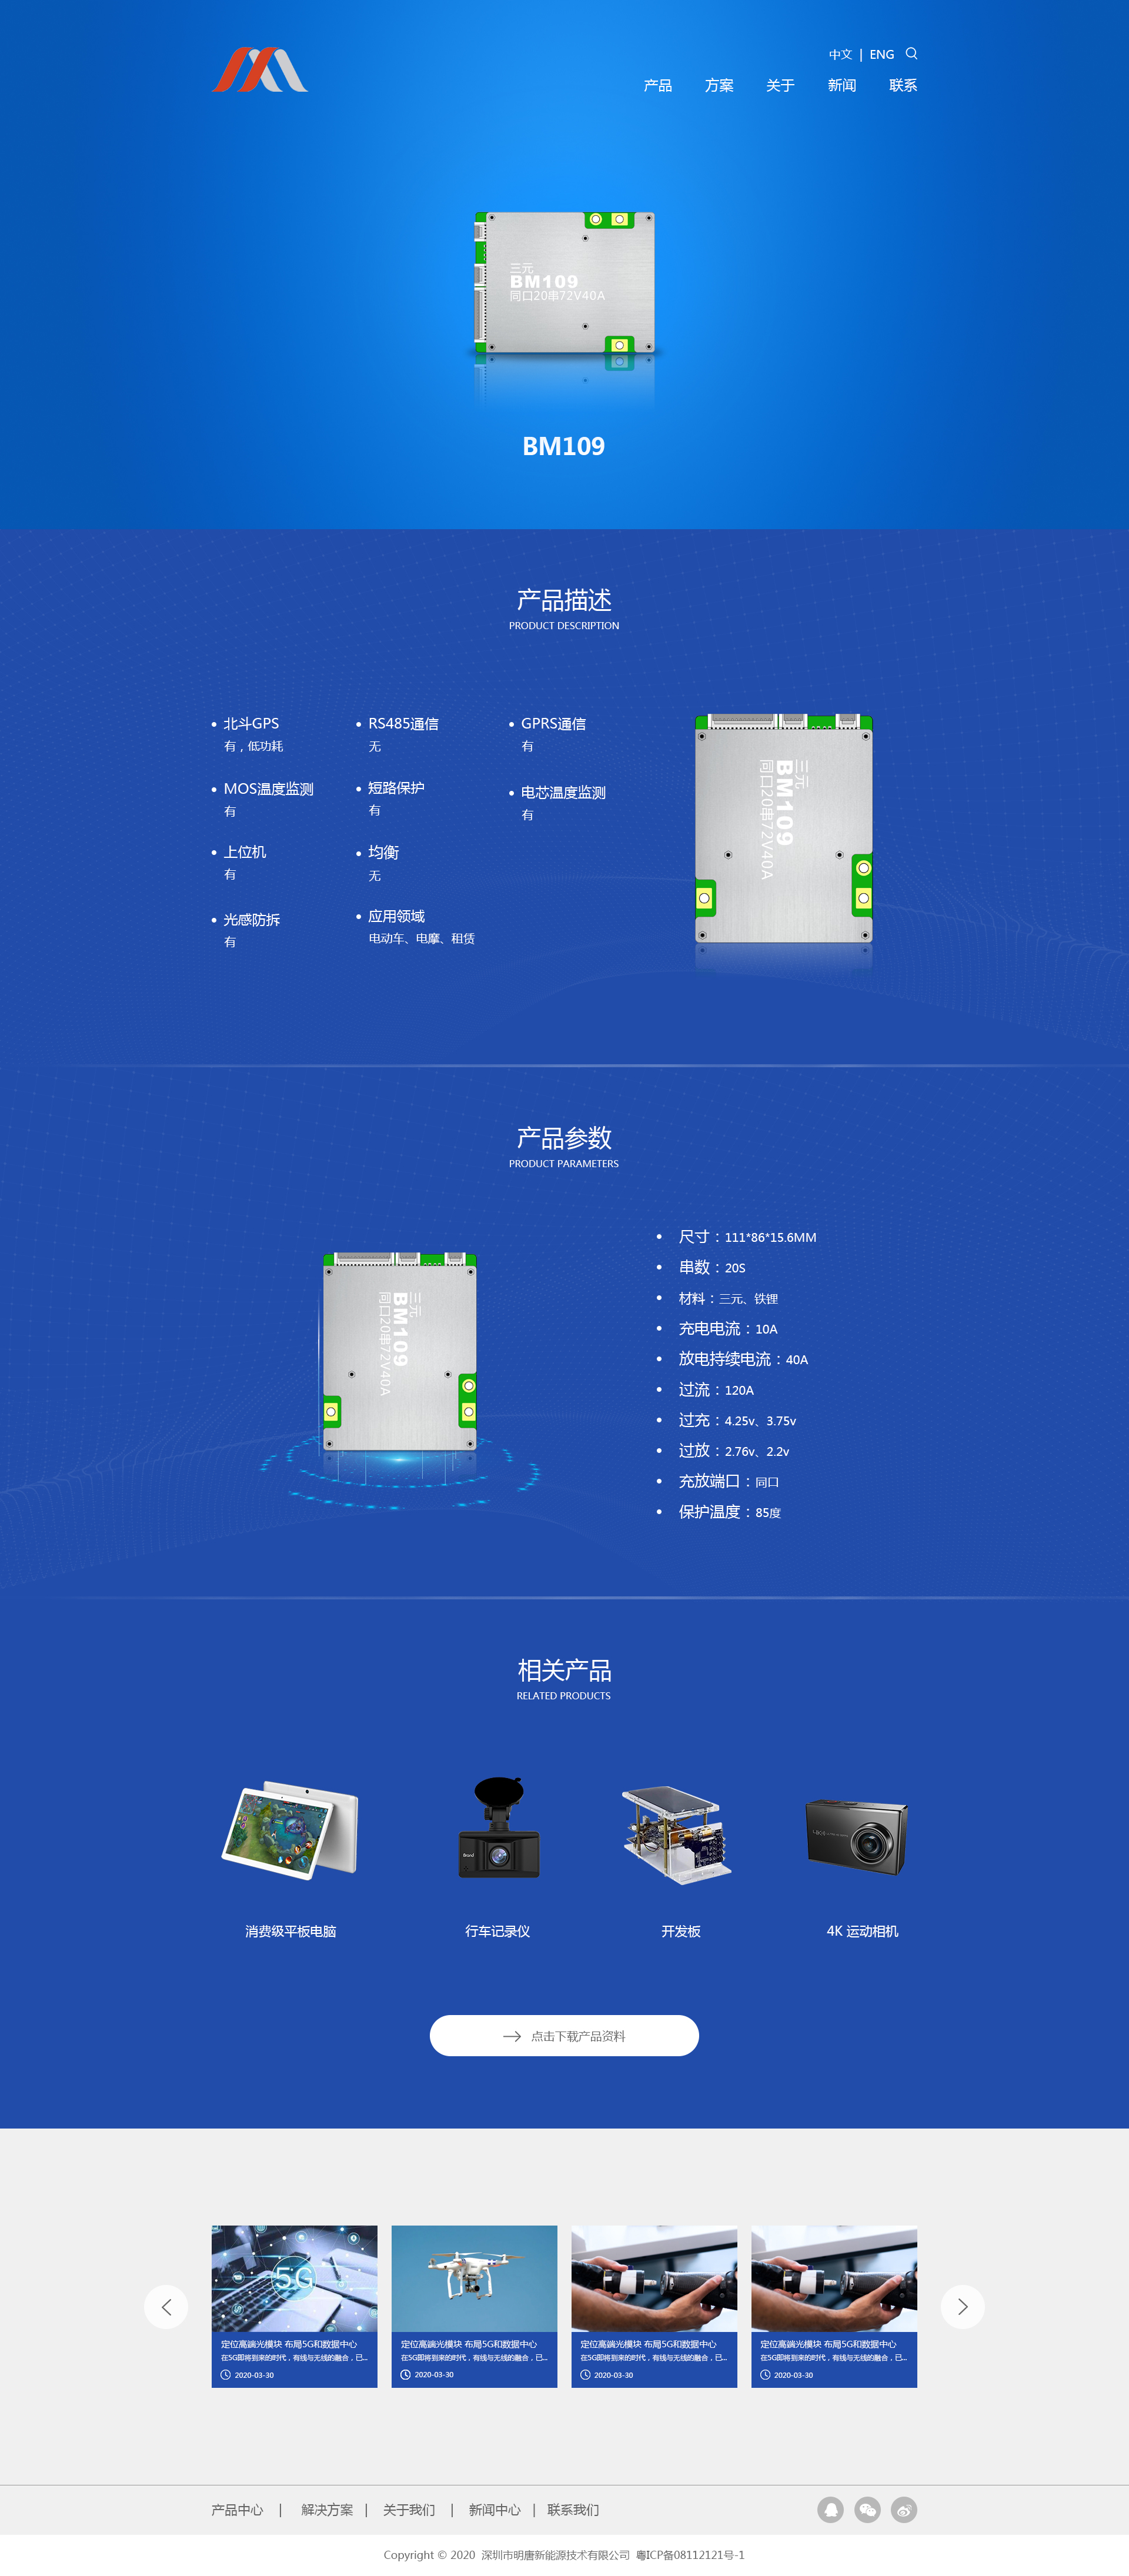 中文 | ENG
产品 方案 关于 新闻 联系
三元
BM109
同口20串72V40A
BM109
产品描述
PRODUCT DESCRIPTION
北斗GPS
有，低功耗
RS485通信
无
GPRS通信
有
MOS温度监测
有
短路保护
有
电芯温度监测
有
上位机
有
均衡
无
光感防拆
有
应用领域
电动车、电摩、租赁
三元
BM109
同口20串72V40A
产品参数
PRODUCT PARAMETERS
三元
BM109
同口20串72V40A
尺寸：111*86*15.6MM
串数：20S
材料：三元、铁锂
充电电流：10A
放电持续电流：40A
过流：120A
过充：4.25v、3.75v
过放：2.76v、2.2v
充放端口：同口
保护温度：85度
相关产品
RELATED PRODUCTS
Brand
消费级平板电脑
行车记录仪
开发板
4K 运动相机
点击下载产品资料
5G
定位高端光模块 布局5G和数据中心
在5G即将到来的时代，有线与无线的融合，已...
2020-03-30
定位高端光模块 布局5G和数据中心
在5G即将到来的时代，有线与无线的融合，已...
2020-03-30
定位高端光模块 布局5G和数据中心
在5G即将到来的时代，有线与无线的融合，已...
2020-03-30
定位高端光模块 布局5G和数据中心
在5G即将到来的时代，有线与无线的融合，已...
2020-03-30
产品中心 | 解决方案 | 关于我们 | 新闻中心 | 联系我们
Copyright © 2020 深圳市明唐新能源技术有限公司 粤ICP备08112121号-1